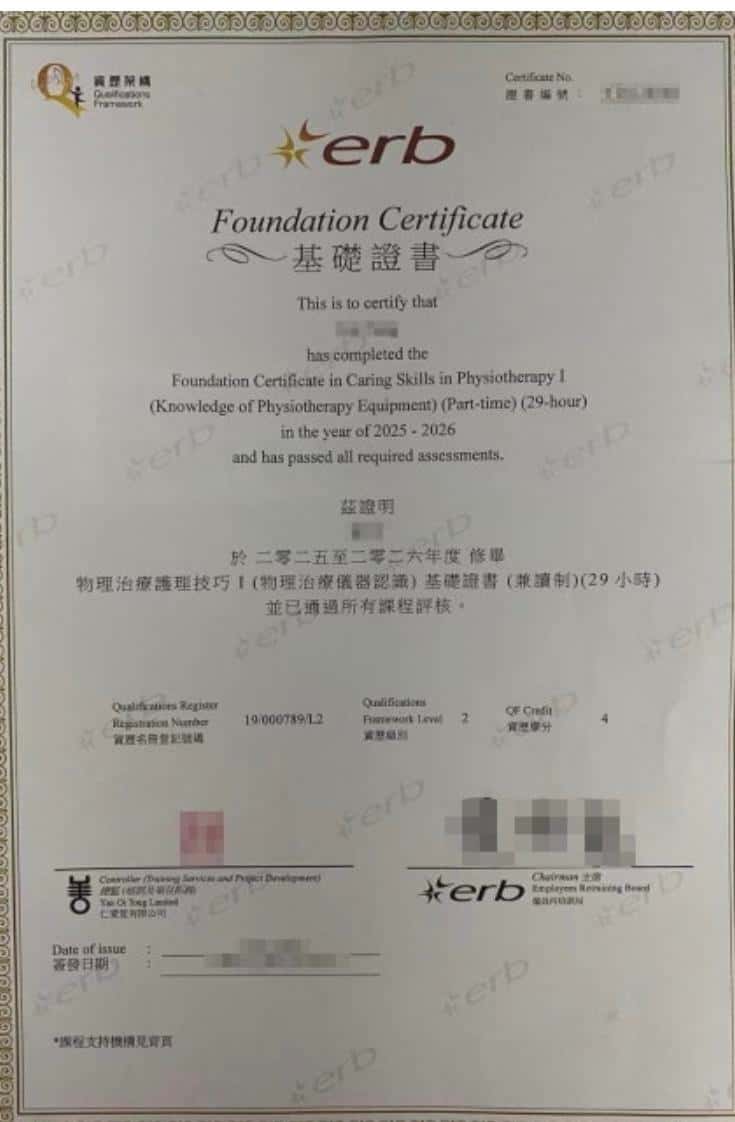 資歷架構
Qualifications
Framework
Certificate No.
證書編號 :
erb
Foundation Certificate
基礎證書
This is to certify that
has completed the
Foundation Certificate in Caring Skills in Physiotherapy I
(Knowledge of Physiotherapy Equipment) (Part-time) (29-hour)
in the year of 2025 - 2026
and has passed all required assessments.
茲證明
於 二零二五至二零二六年度 修畢
物理治療護理技巧 I (物理治療儀器認識) 基礎證書 (兼讀制)(29 小時)
並已通過所有課程評核。
Qualifications Register
Registration Number
資歷名冊登記號碼
19/000789/L2
Qualifications
Framework Level
資歷級別
2
QF Credit
資歷學分
4
Controller (Training Services and Project Development)
Yan Oi Tong Limited
仁愛堂有限公司
erb
Chairman 主席
Employees Retraining Board
僱員再培訓局
Date of issue :
簽發日期 :
*課程支持機構見背頁